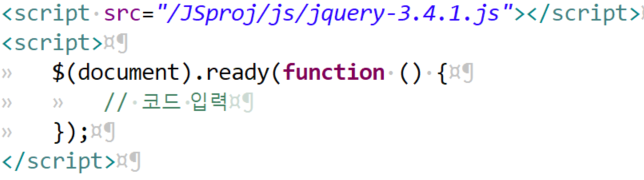 <script src="/JSproj/js/jquery-3.4.1.js"></script>
<script>¤¶
»   $(document).ready(function () {¤¶
»   »   // 코드 입력¤¶
»   });¤¶
</script>¤¶